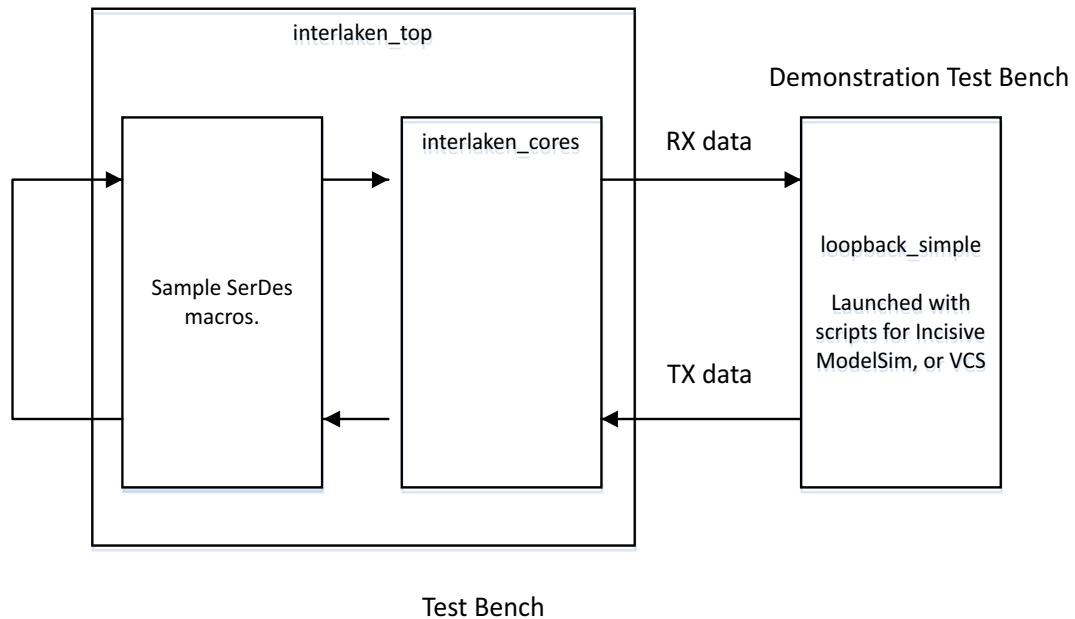 interlaken_top
Demonstration Test Bench
interlaken_cores
RX data
loopback_simple
Sample SerDes
macros.
Launched with
scripts for Incisive
ModelSim, or VCS
TX data
Test Bench